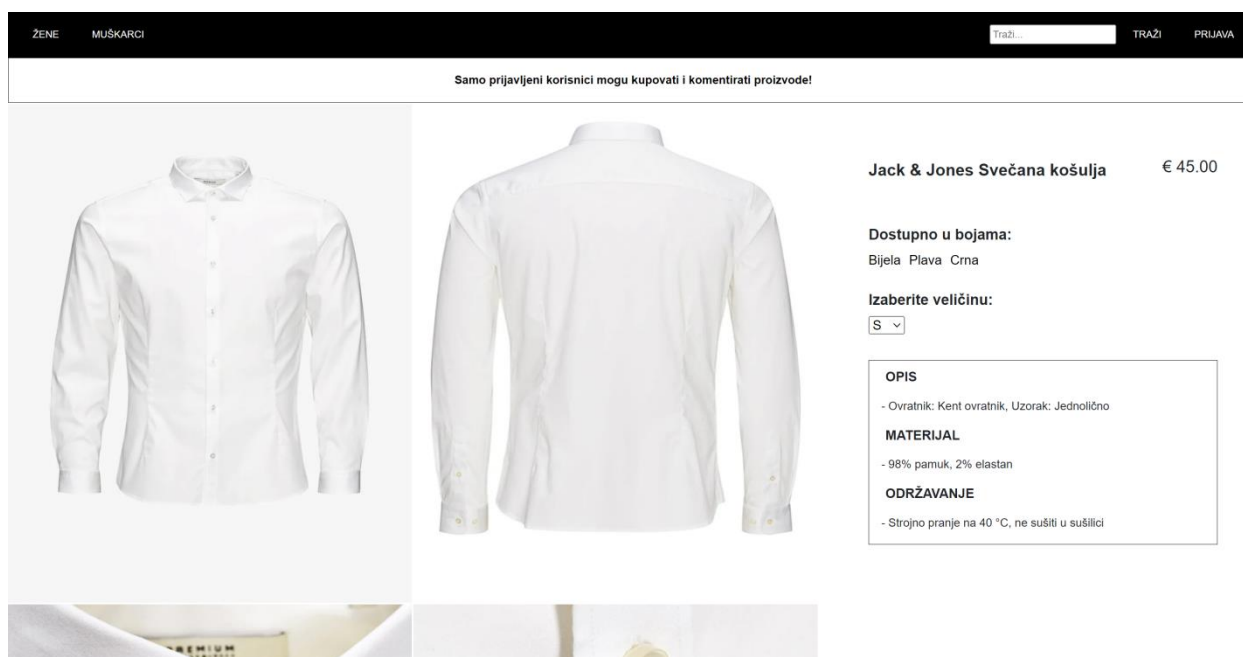 ŽENE MUŠKARCI Traži... TRAŽI PRIJAVA
Samo prijavljeni korisnici mogu kupovati i komentirati proizvode!
Jack & Jones Svečana košulja € 45.00
Dostupno u bojama:
Bijela Plava Crna
Izaberite veličinu:
S
OPIS
- Ovratnik: Kent ovratnik, Uzorak: Jednolično
MATERIJAL
- 98% pamuk, 2% elastan
ODRŽAVANJE
- Strojno pranje na 40 °C, ne sušiti u sušilici
PREMIUM